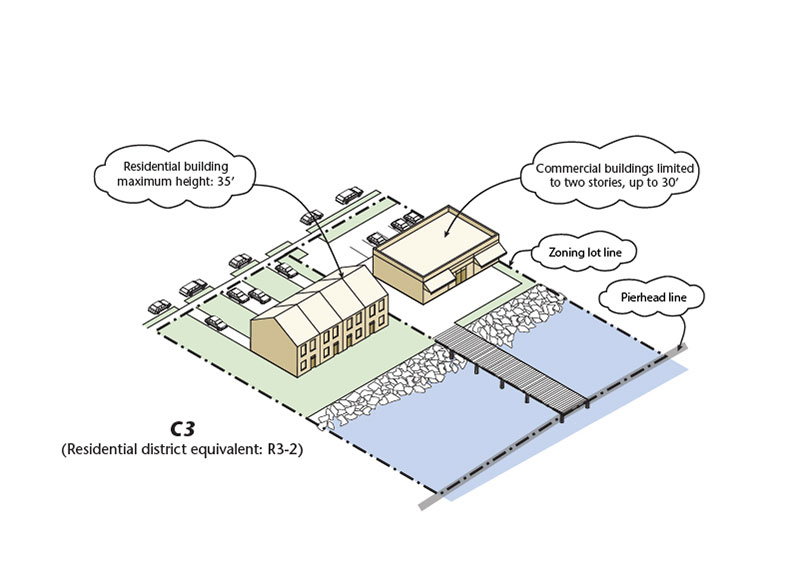 Residential building
maximum height: 35’
Commercial buildings limited
to two stories, up to 30’
Zoning lot line
Pierhead line
C3
(Residential district equivalent: R3-2)